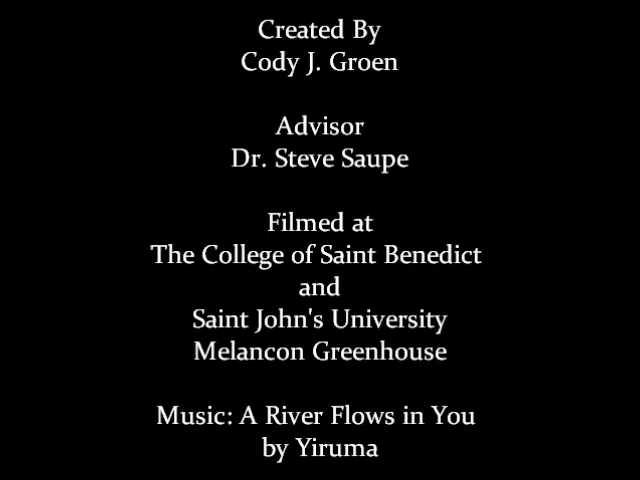 Created By
Cody J. Groen
Advisor
Dr. Steve Saupe
Filmed at
The College of Saint Benedict
and
Saint John's University
Melancon Greenhouse
Music: A River Flows in You
by Yiruma